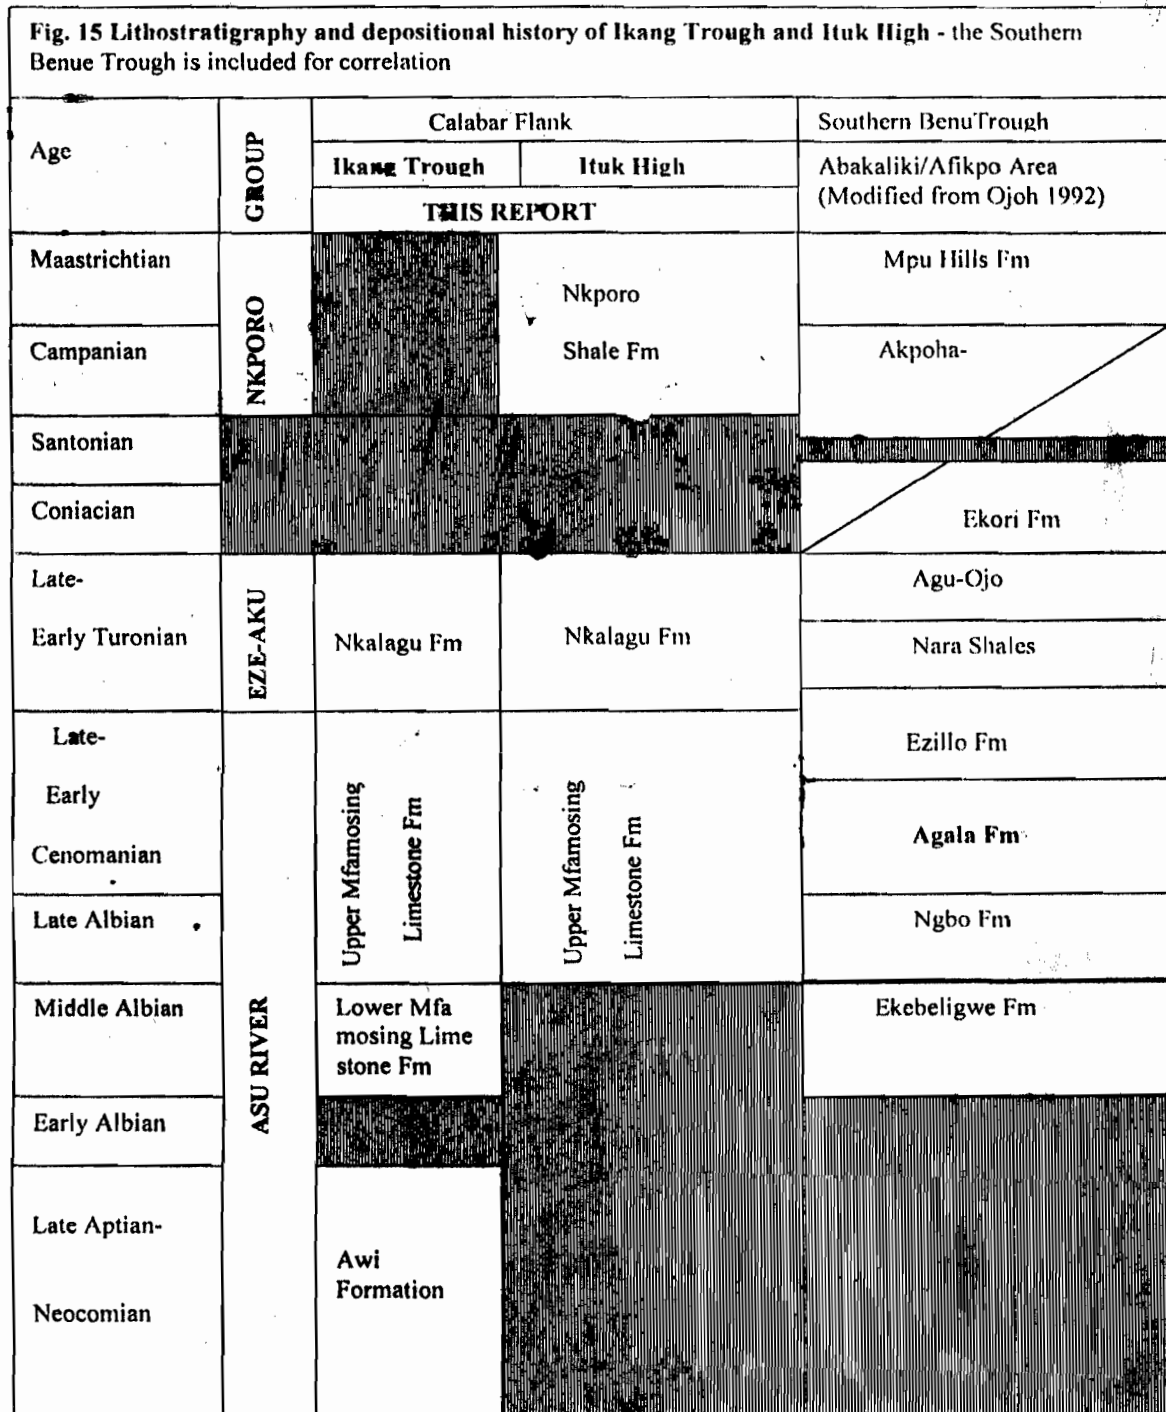 Fig. 15 Lithostratigraphy and depositional history of Ikang Trough and Ituk High - the Southern
Benue Trough is included for correlation
Age
GROUP
Calabar Flank
Southern BenuTrough
Ikang Trough
Ituk High
Abakaliki/Afikpo Area
(Modified from Ojoh 1992)
THIS REPORT
Maastrichtian
NKPORO
Nkporo
Mpu Hills Fm
Campanian
Shale Fm
Akpoha-
Santonian
Coniacian
Ekori Fm
Late-
Early Turonian
EZE-AKU
Nkalagu Fm
Nkalagu Fm
Agu-Ojo
Nara Shales
Late-
Early
Cenomanian
ASU RIVER
Upper Mfamosing
Limestone Fm
Upper Mfamosing
Limestone Fm
Ezillo Fm
Agala Fm
Late Albian
Ngbo Fm
Middle Albian
Lower Mfa
mosing Lime
stone Fm
Ekebeligwe Fm
Early Albian
Late Aptian-
Neocomian
Awi
Formation